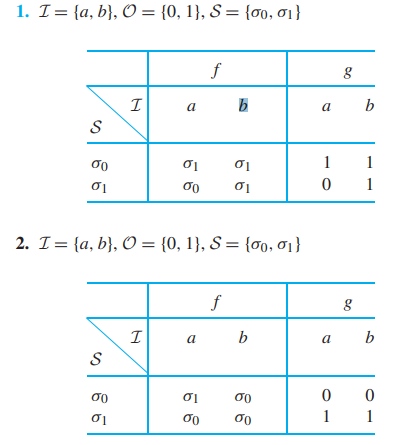 1. ℐ = {a, b}, 𝒪 = {0, 1}, 𝒮 = {σ₀, σ₁}
f g
ℐ a b a b
𝒮
σ₀ σ₁ σ₁ 1 1
σ₁ σ₀ σ₁ 0 1
2. ℐ = {a, b}, 𝒪 = {0, 1}, 𝒮 = {σ₀, σ₁}
f g
ℐ a b a b
𝒮
σ₀ σ₁ σ₀ 0 0
σ₁ σ₀ σ₀ 1 1